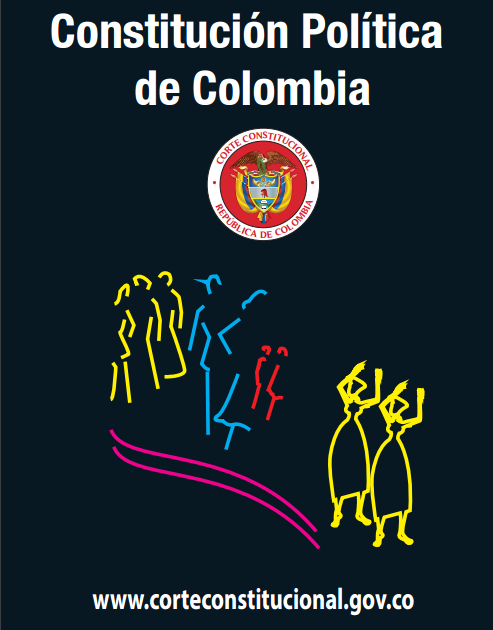 Constitución Política
de Colombia
CORTE CONSTITUCIONAL
REPÚBLICA DE COLOMBIA
www.corteconstitucional.gov.co